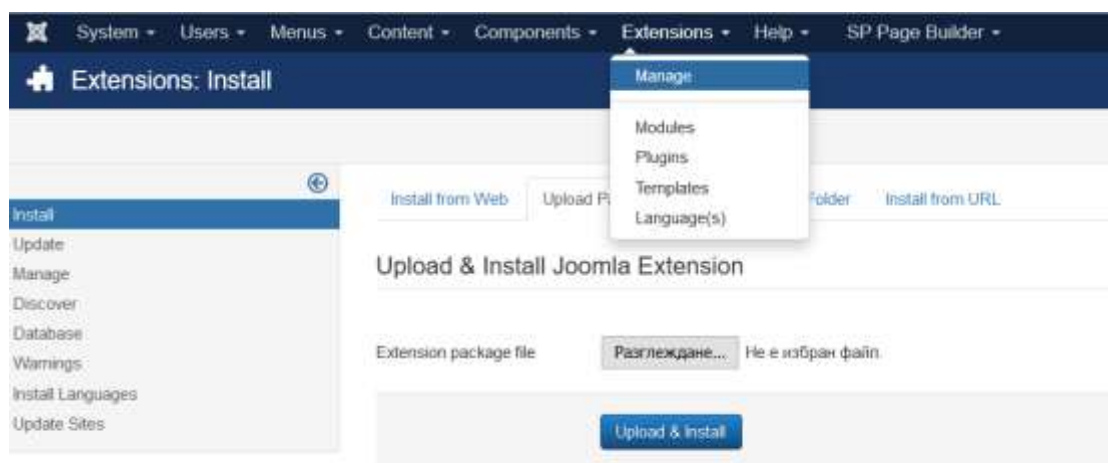 System Users Menus Content Components Extensions Help SP Page Builder
Extensions: Install
Manage
Modules
Plugins
Templates
Language(s)
Install
Update
Manage
Discover
Database
Warnings
Install Languages
Update Sites
Install from Web Upload P Folder Install from URL
Upload & Install Joomla Extension
Extension package file Разглеждане... Не е избран файл.
Upload & Install